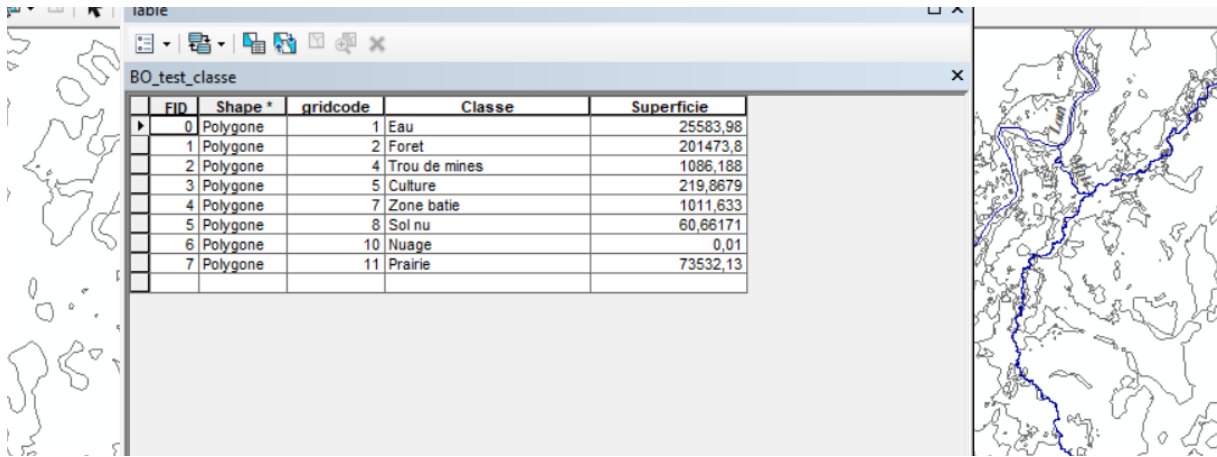 Table
BO_test_classe
FID Shape * gridcode Classe Superficie
0 Polygone 1 Eau 25583,98
1 Polygone 2 Foret 201473,8
2 Polygone 4 Trou de mines 1086,188
3 Polygone 5 Culture 219,8679
4 Polygone 7 Zone batie 1011,633
5 Polygone 8 Sol nu 60,66171
6 Polygone 10 Nuage 0,01
7 Polygone 11 Prairie 73532,13